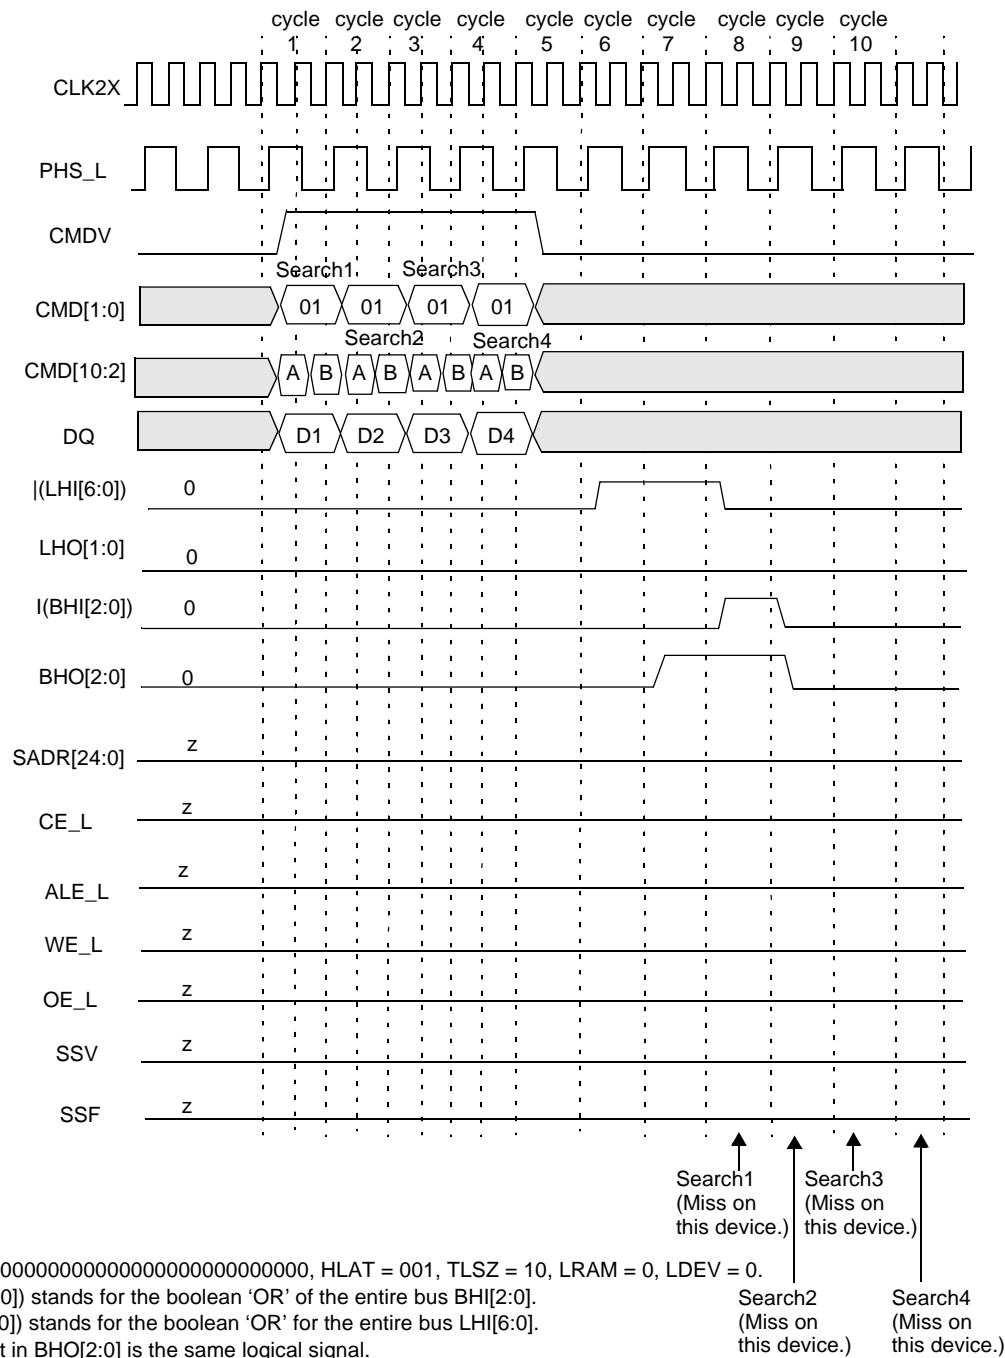 cycle cycle cycle cycle cycle cycle cycle cycle cycle cycle
1 2 3 4 5 6 7 8 9 10
CLK2X
PHS_L
CMDV
Search1 Search3
CMD[1:0] 01 01 01 01
Search2 Search4
CMD[10:2] A B A B A B A B
DQ D1 D2 D3 D4
|(LHI[6:0]) 0
LHO[1:0] 0
I(BHI[2:0]) 0
BHO[2:0] 0
SADR[24:0] z
CE_L z
ALE_L z
WE_L z
OE_L z
SSV z
SSF z
Search1 Search3
(Miss on (Miss on
this device.) this device.)
Search2 Search4
(Miss on (Miss on
this device.) this device.)
HLAT = 001, TLSZ = 10, LRAM = 0, LDEV = 0.
0]) stands for the boolean ‘OR’ of the entire bus BHI[2:0].
0]) stands for the boolean ‘OR’ for the entire bus LHI[6:0].
t in BHO[2:0] is the same logical signal.